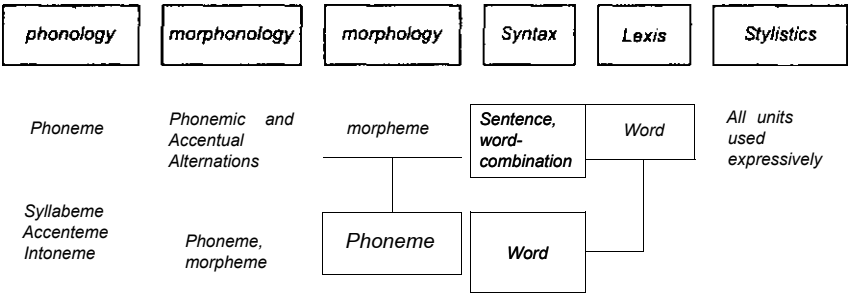 phonology
morphonology
morphology
Syntax
Lexis
Stylistics
Phoneme
Phonemic and
Accentual
Alternations
morpheme
Sentence,
word-
combination
Word
All units
used
expressively
Syllabeme
Accenteme
Intoneme
Phoneme,
morpheme
Phoneme
Word